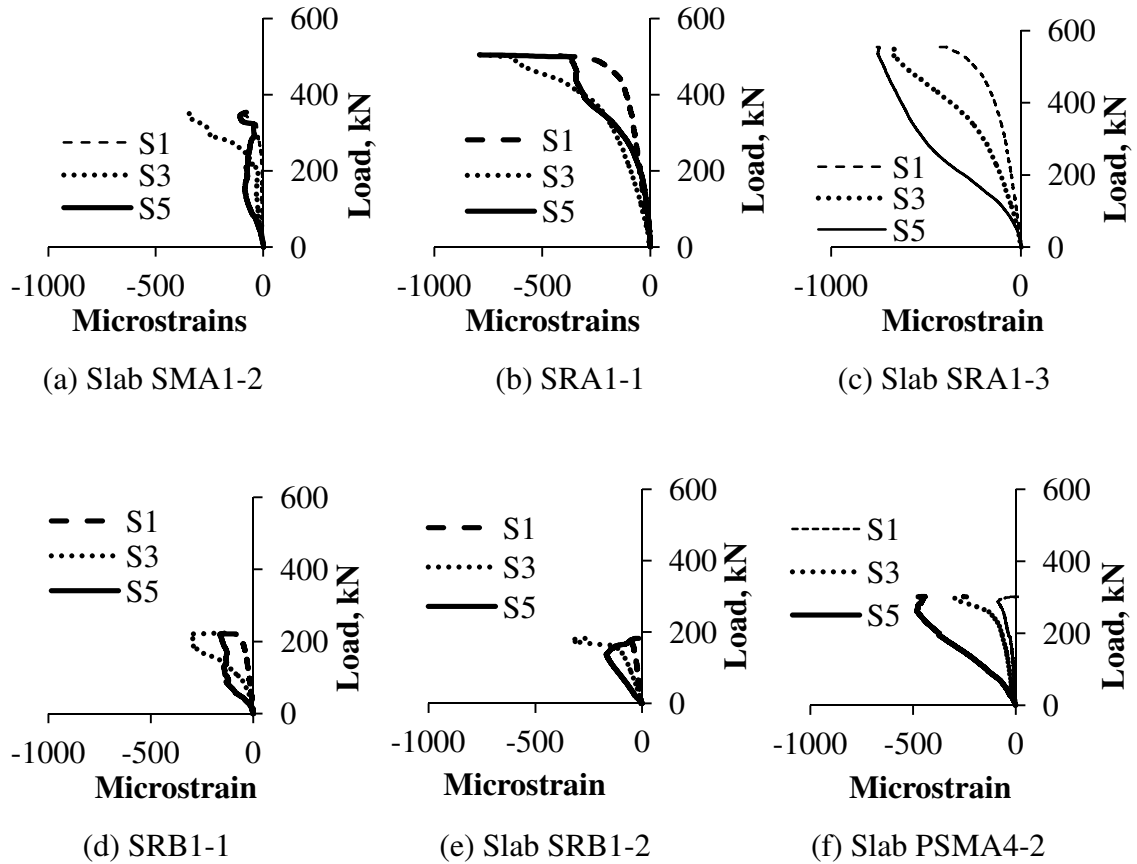 600
400
200
0
Load, kN
S1
S3
S5
-1000 -500 0
Microstrains
(a) Slab SMA1-2
600
400
200
0
Load, kN
S1
S3
S5
-1000 -500 0
Microstrains
(b) SRA1-1
600
400
200
0
Load, kN
S1
S3
S5
-1000 0
Microstrain
(c) Slab SRA1-3
600
400
200
0
Load, kN
S1
S3
S5
-1000 -500 0
Microstrain
(d) SRB1-1
600
400
200
0
Load, kN
S1
S3
S5
-1000 -500 0
Microstrain
(e) Slab SRB1-2
600
400
200
0
Load, kN
S1
S3
S5
-1000 -500 0
Microstrain
(f) Slab PSMA4-2